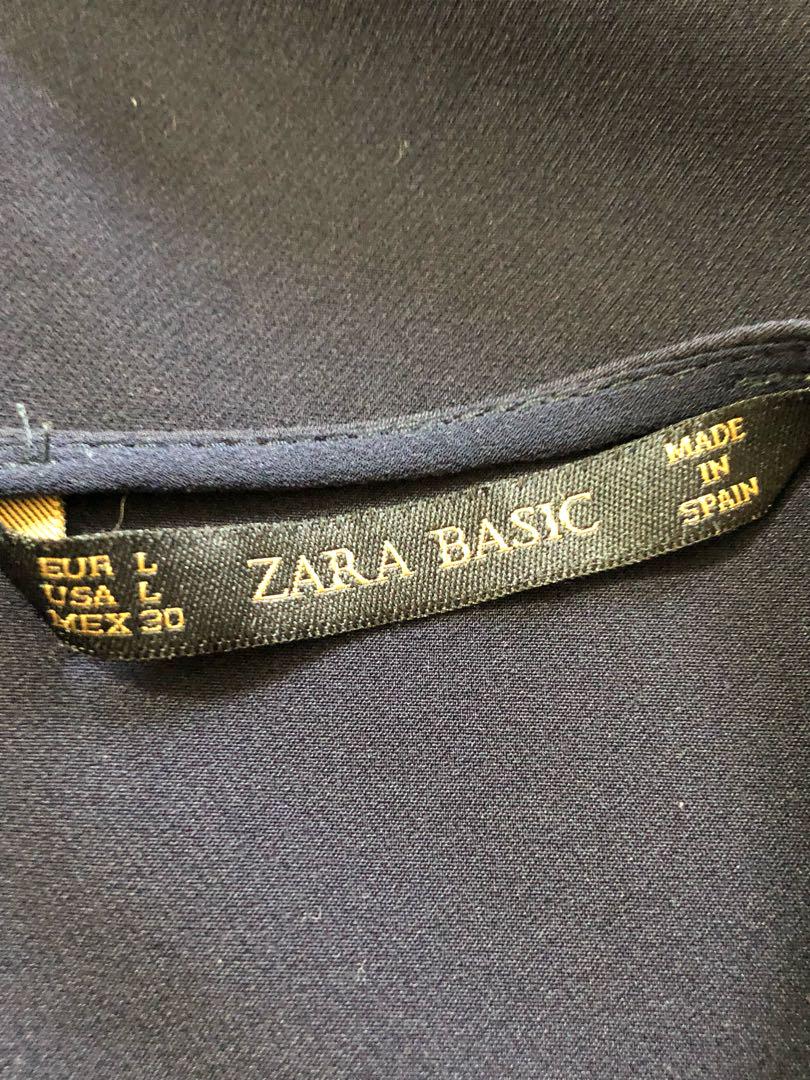 EUR L
USA L
MEX 30
ZARA BASIC
MADE
IN
SPAIN